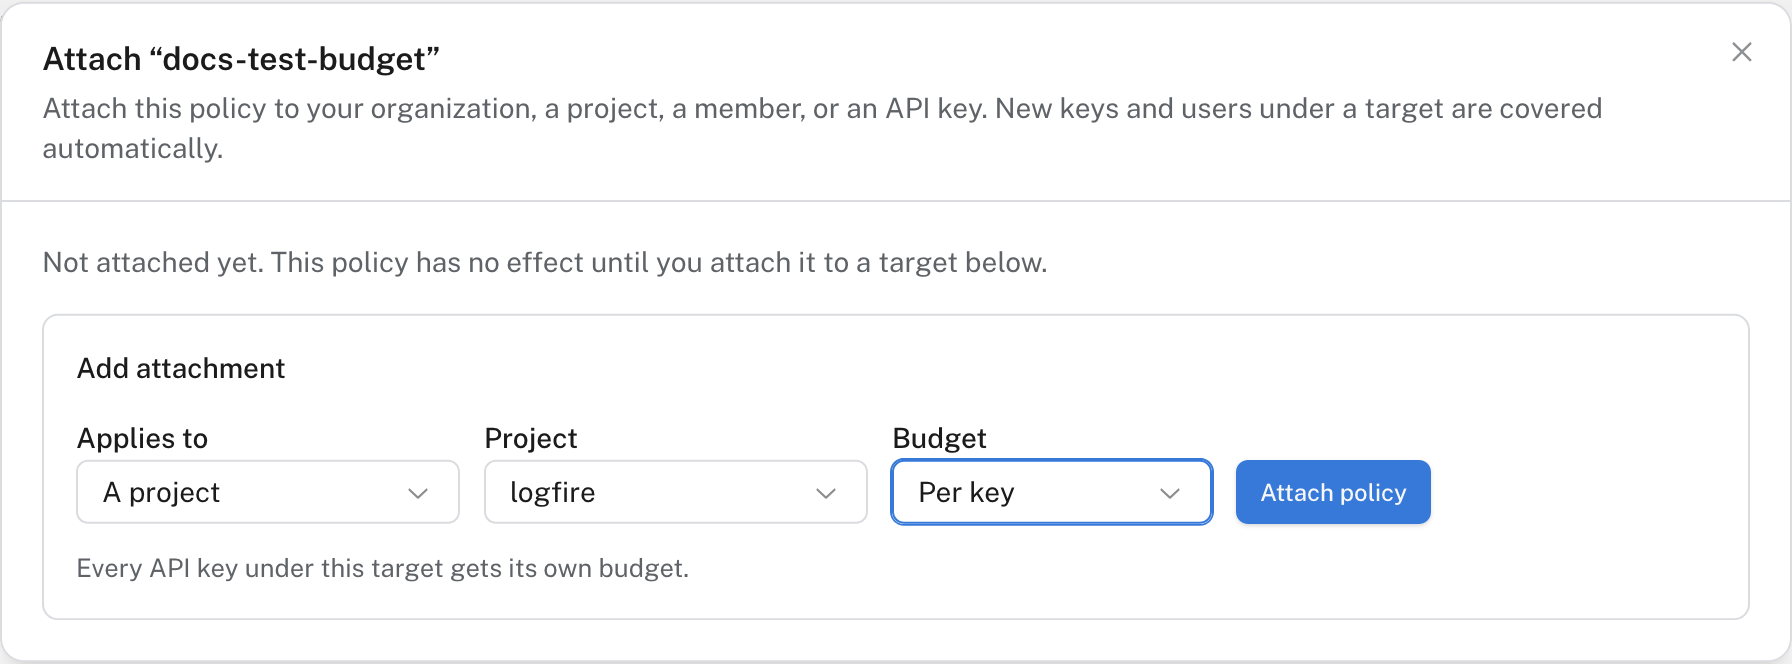 Attach “docs-test-budget”
Attach this policy to your organization, a project, a member, or an API key. New keys and users under a target are covered
automatically.
Not attached yet. This policy has no effect until you attach it to a target below.
Add attachment
Applies to
Project
Budget
A project
logfire
Per key
Attach policy
Every API key under this target gets its own budget.